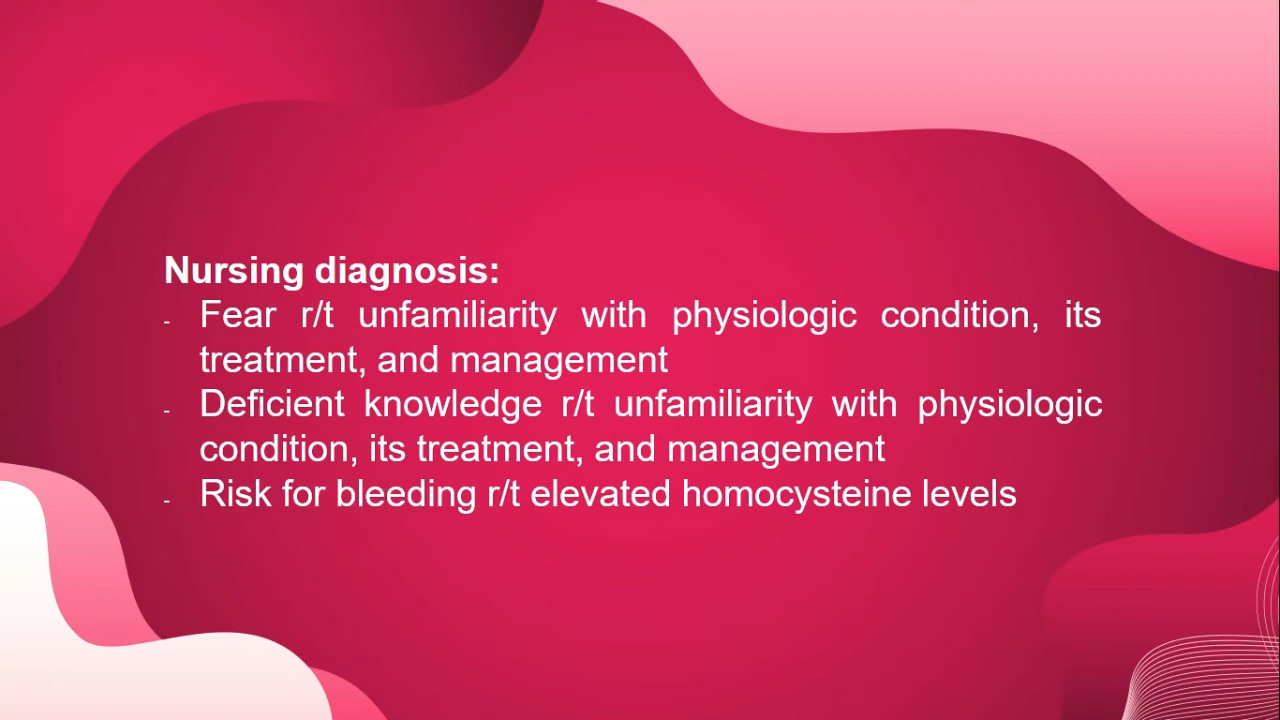 Nursing diagnosis:
- Fear r/t unfamiliarity with physiologic condition, its
treatment, and management
- Deficient knowledge r/t unfamiliarity with physiologic
condition, its treatment, and management
- Risk for bleeding r/t elevated homocysteine levels